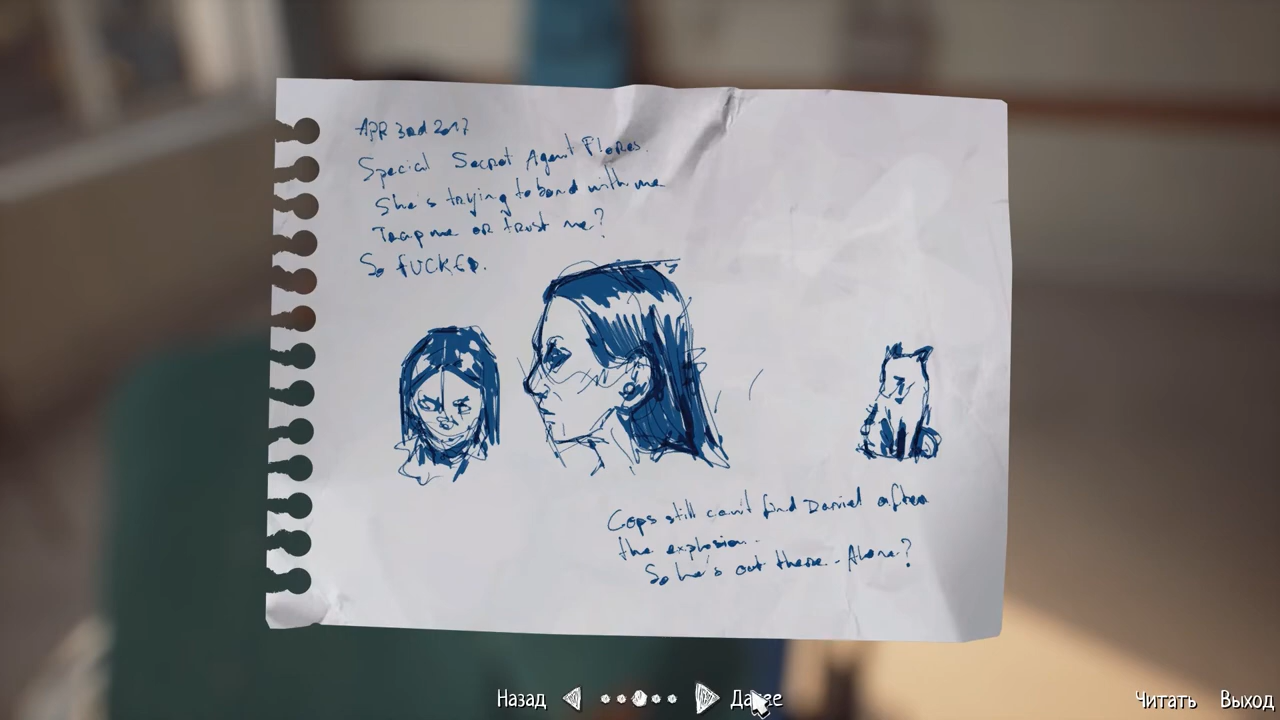 APR 3rd 2017
Special Secret Agent Flores.
She's trying to bond with me
Trap me or trust me?
So FUCKED.
Cops still can't find Daniel after
the explosion..
So he's out there.. Alone?
Назад Далее Читать Выход